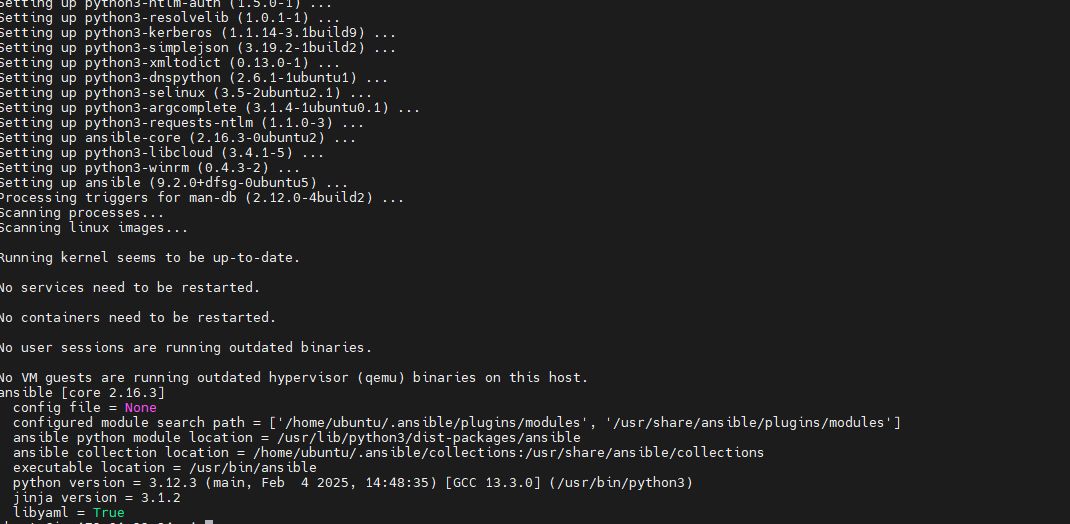 Setting up python3-ntlm-auth (1.5.0-1) ...
Setting up python3-resolvelib (1.0.1-1) ...
Setting up python3-kerberos (1.1.14-3.1build9) ...
Setting up python3-simplejson (3.19.2-1build2) ...
Setting up python3-xmltodict (0.13.0-1) ...
Setting up python3-dnspython (2.6.1-1ubuntu1) ...
Setting up python3-selinux (3.5-2ubuntu2.1) ...
Setting up python3-argcomplete (3.1.4-1ubuntu0.1) ...
Setting up python3-requests-ntlm (1.1.0-3) ...
Setting up ansible-core (2.16.3-0ubuntu2) ...
Setting up python3-libcloud (3.4.1-5) ...
Setting up python3-winrm (0.4.3-2) ...
Setting up ansible (9.2.0+dfsg-0ubuntu5) ...
Processing triggers for man-db (2.12.0-4build2) ...
Scanning processes...
Scanning linux images...
Running kernel seems to be up-to-date.
No services need to be restarted.
No containers need to be restarted.
No user sessions are running outdated binaries.
No VM guests are running outdated hypervisor (qemu) binaries on this host.
ansible [core 2.16.3]
config file = None
configured module search path = ['/home/ubuntu/.ansible/plugins/modules', '/usr/share/ansible/plugins/modules']
ansible python module location = /usr/lib/python3/dist-packages/ansible
ansible collection location = /home/ubuntu/.ansible/collections:/usr/share/ansible/collections
executable location = /usr/bin/ansible
python version = 3.12.3 (main, Feb  4 2025, 14:48:35) [GCC 13.3.0] (/usr/bin/python3)
jinja version = 3.1.2
libyaml = True